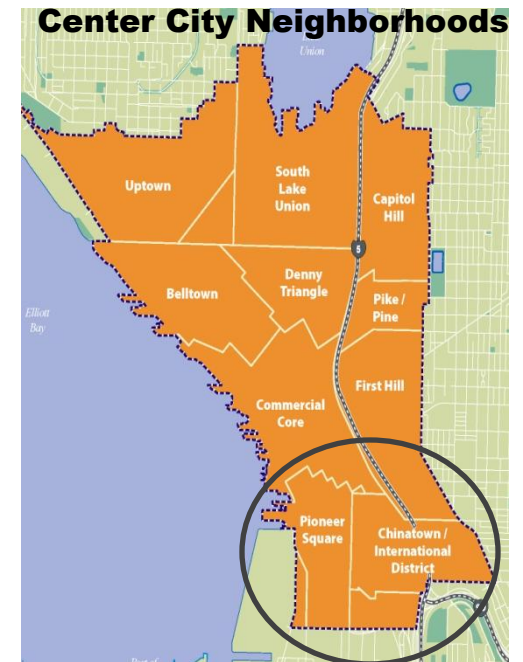 Center City Neighborhoods
Union
Uptown
South
Lake
Union
Capitol
Hill
5
Denny
Triangle
Belltown
Pike /
Pine
Elliott
Bay
First Hill
Commercial
Core
Pioneer
Square
Chinatown /
International
District